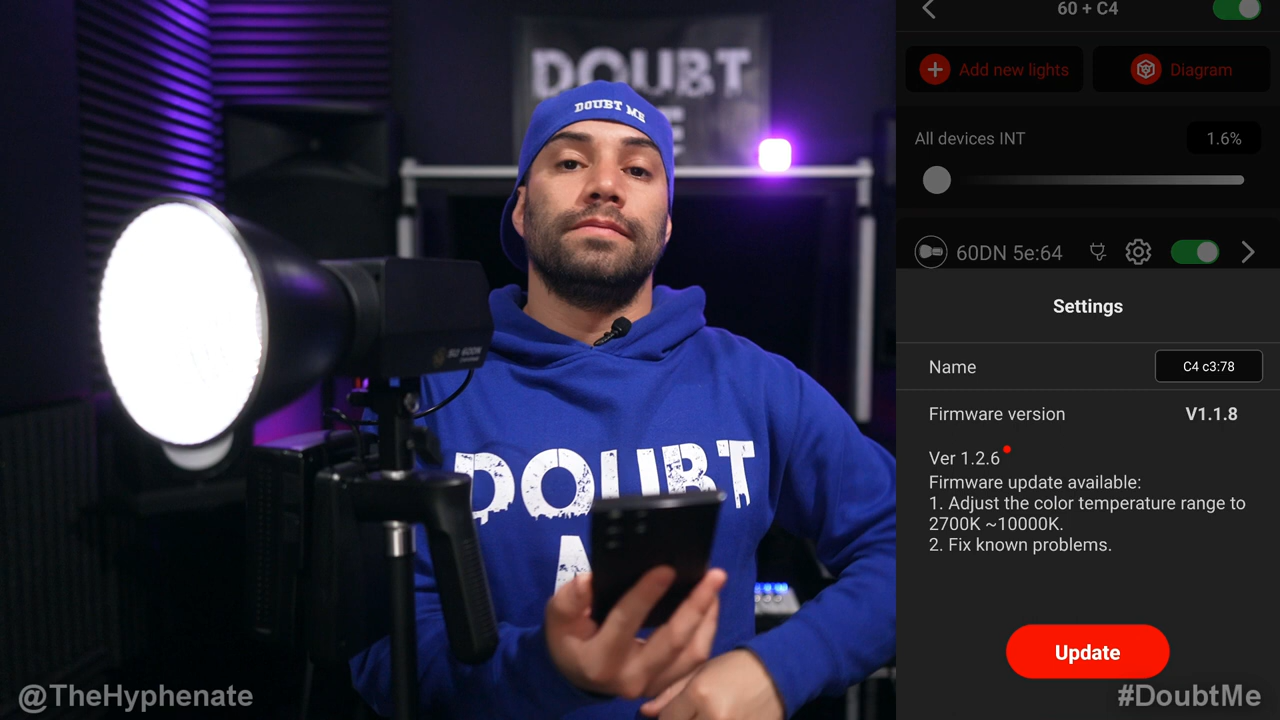 DOUBT
ME
DOUBT ME
SU 60DN
DOUBT
@TheHyphenate
60 + C4
Add new lights
Diagram
All devices INT
1.6%
60DN 5e:64
Settings
Name
C4 c3:78
Firmware version
V1.1.8
Ver 1.2.6
Firmware update available:
1. Adjust the color temperature range to
2700K ~10000K.
2. Fix known problems.
Update
#DoubtMe